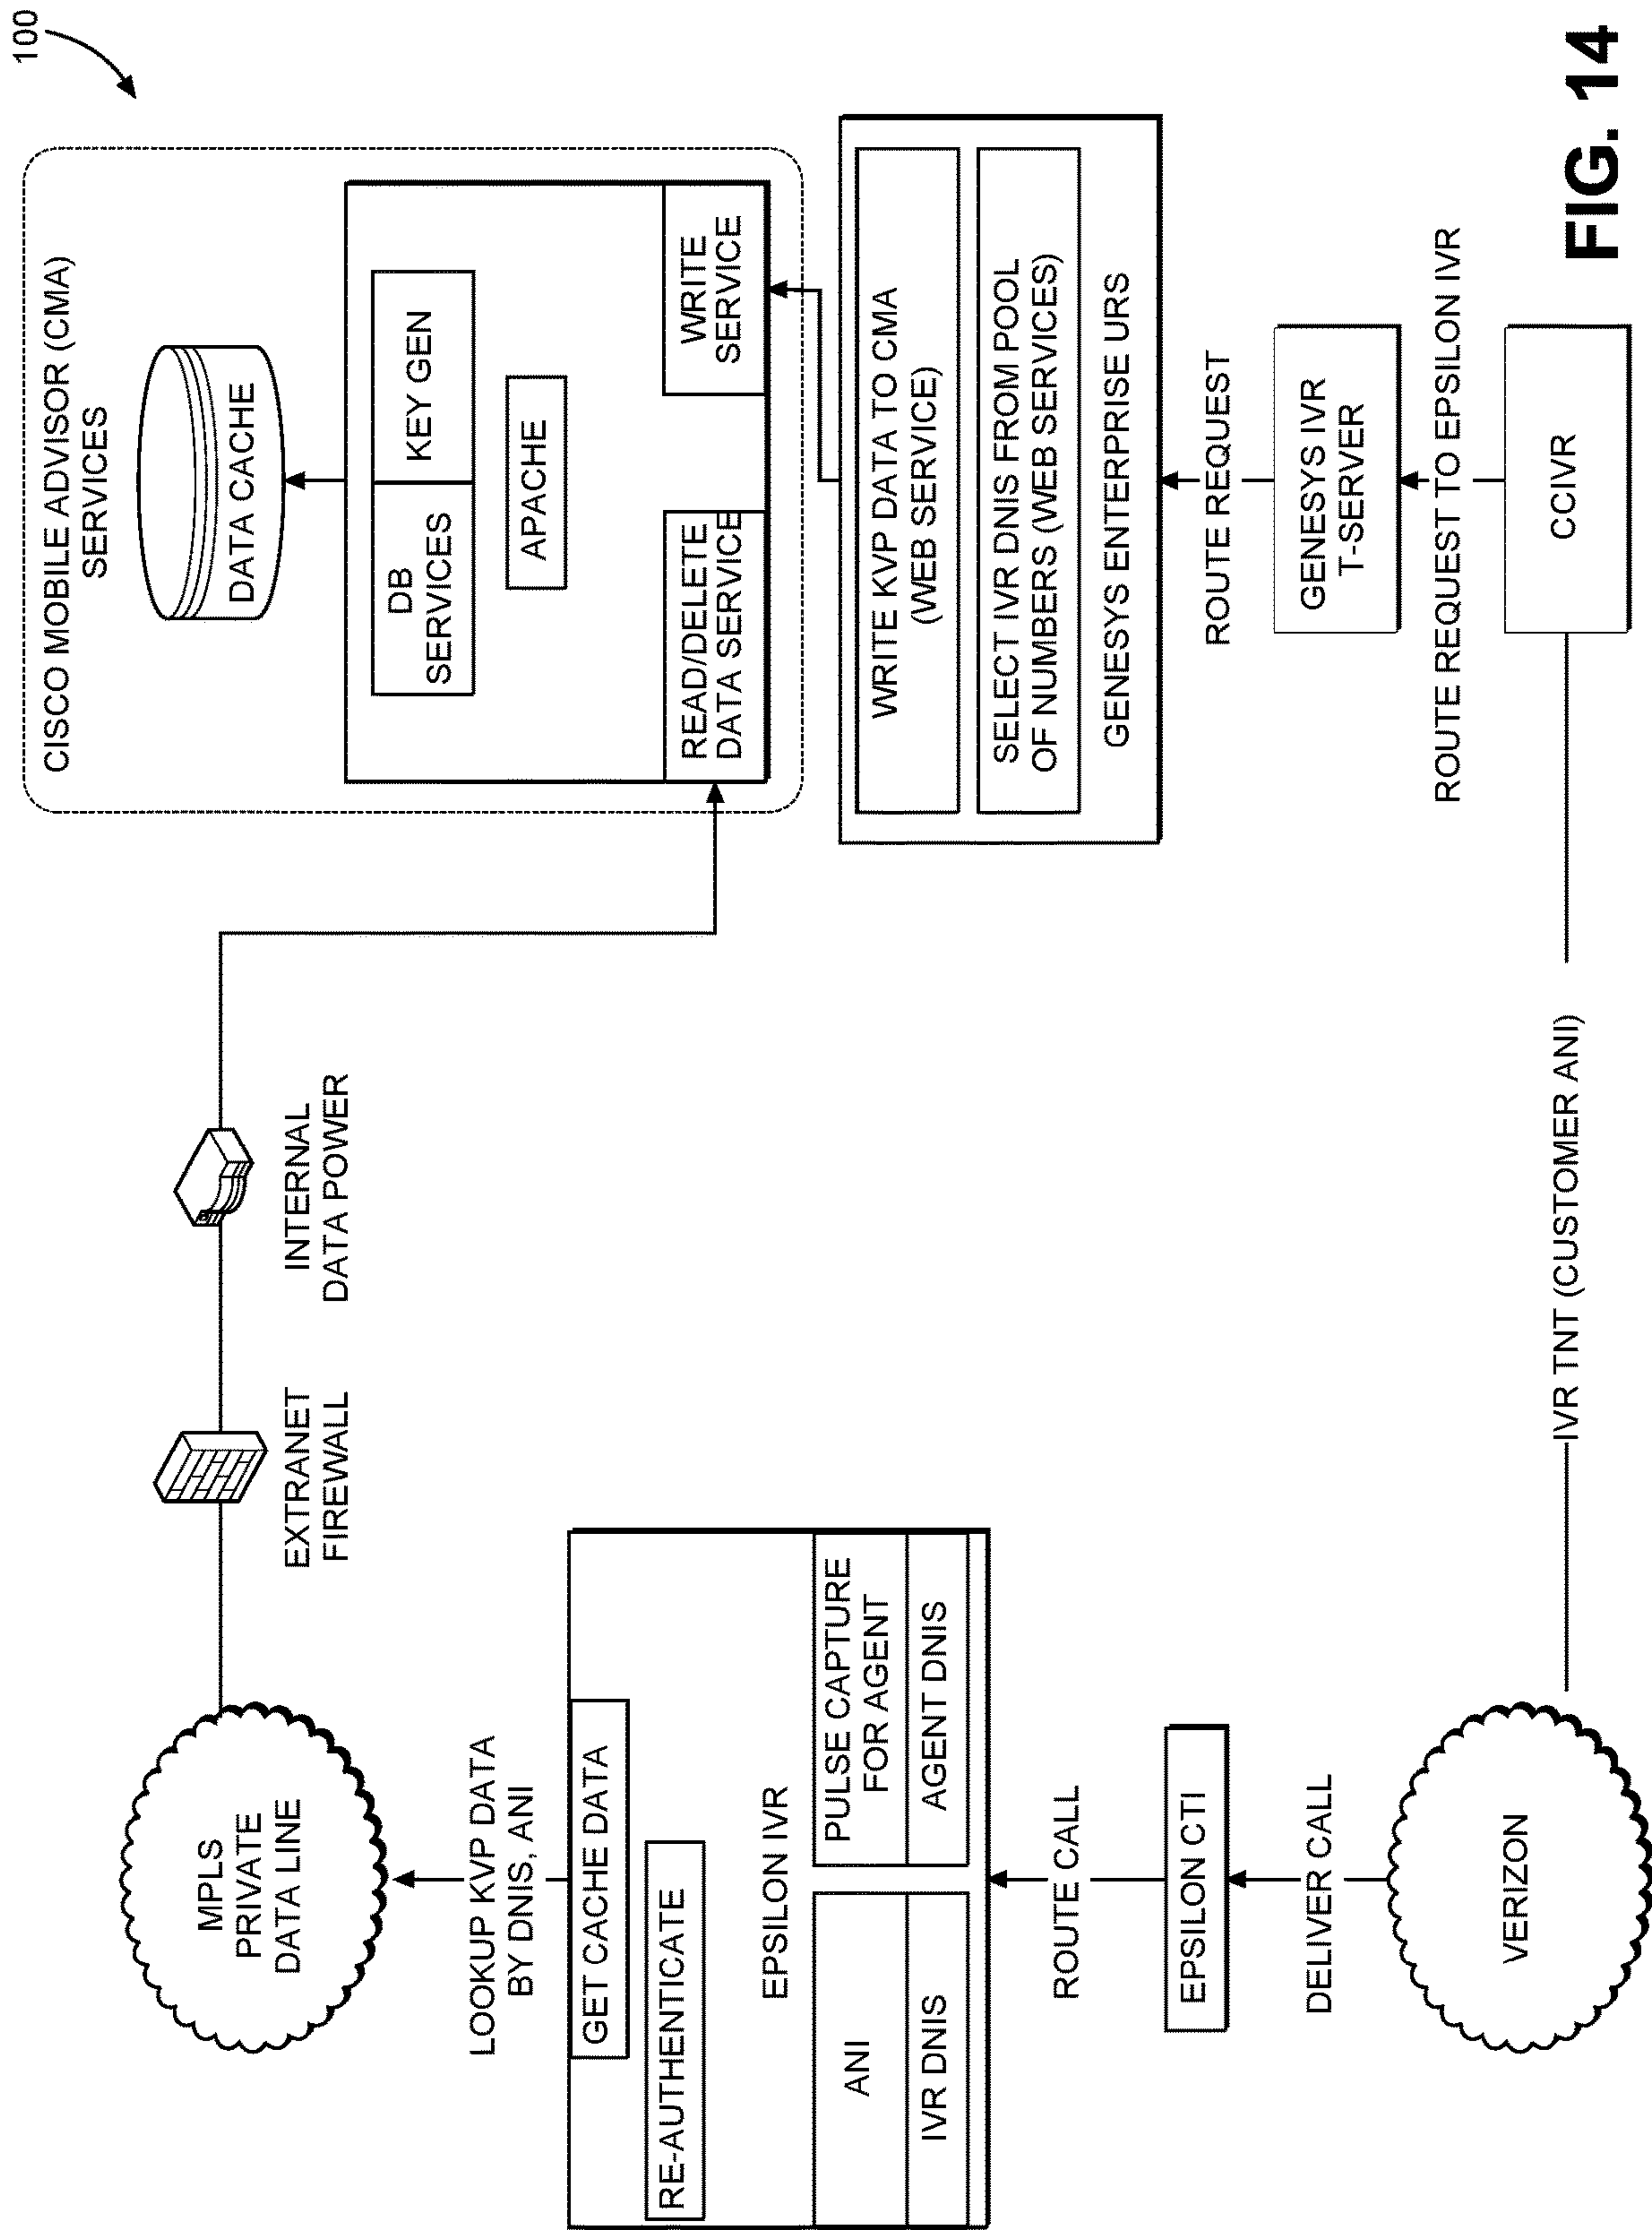 100
CISCO MOBILE ADVISOR (CMA)
SERVICES
DATA CACHE
DB
SERVICES
KEY GEN
APACHE
READ/DELETE
DATA SERVICE
WRITE
SERVICE
MPLS
PRIVATE
DATA LINE
EXTRANET
FIREWALL
INTERNAL
DATA POWER
LOOKUP KVP DATA
BY DNIS, ANI
GET CACHE DATA
RE-AUTHENTICATE
EPSILON IVR
ANI
IVR DNIS
PULSE CAPTURE
FOR AGENT
AGENT DNIS
WRITE KVP DATA TO CMA
(WEB SERVICE)
SELECT IVR DNIS FROM POOL
OF NUMBERS (WEB SERVICES)
GENESYS ENTERPRISE URS
ROUTE CALL
ROUTE REQUEST
EPSILON CTI
GENESYS IVR
T-SERVER
DELIVER CALL
ROUTE REQUEST TO EPSILON IVR
VERIZON
IVR TNT (CUSTOMER ANI)
CCIVR
FIG. 14